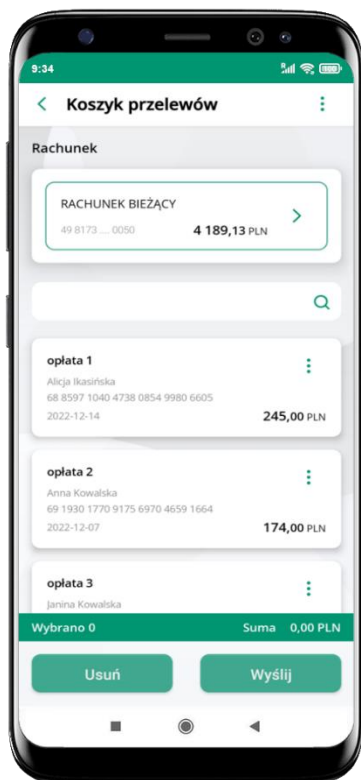 9:34
Koszyk przelewów
Rachunek
RACHUNEK BIEŻĄCY
49 8173 .... 0050 4 189,13 PLN
opłata 1
Alicja Ikasińska
68 8597 1040 4738 0854 9980 6605
2022-12-14 245,00 PLN
opłata 2
Anna Kowalska
69 1930 1770 9175 6970 4659 1664
2022-12-07 174,00 PLN
opłata 3
Janina Kowalska
Wybrano 0 Suma 0,00 PLN
Usuń Wyślij